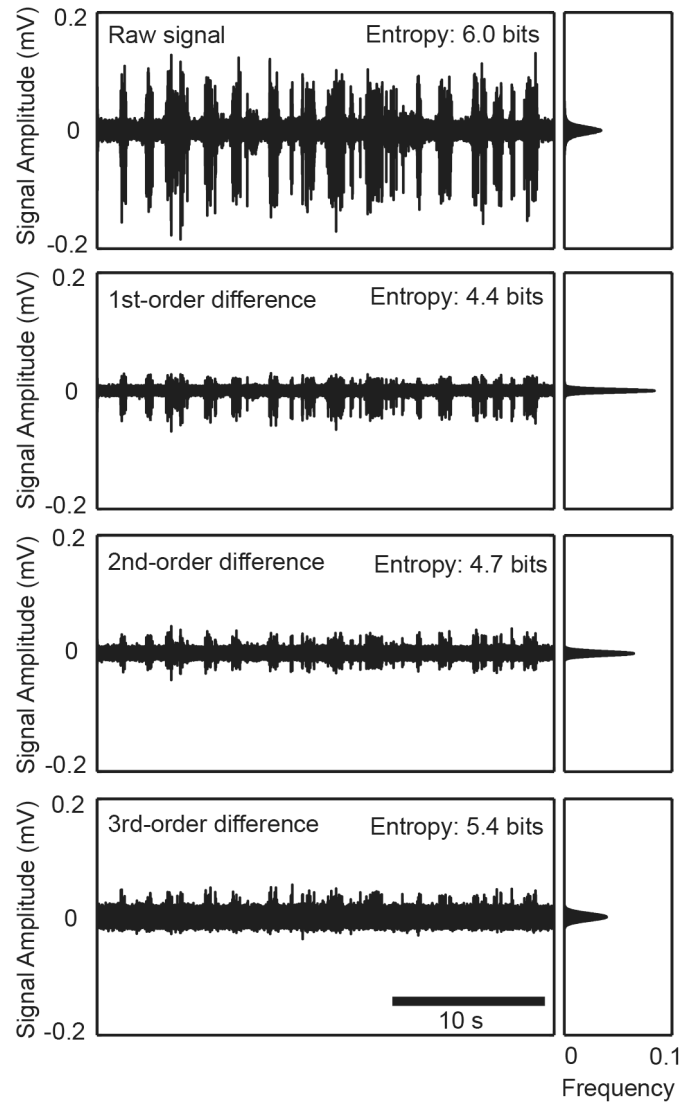 0.2
Raw signal
Entropy: 6.0 bits
Signal Amplitude (mV)
0
-0.2
0.2
1st-order difference
Entropy: 4.4 bits
Signal Amplitude (mV)
0
-0.2
0.2
2nd-order difference
Entropy: 4.7 bits
Signal Amplitude (mV)
0
-0.2
0.2
3rd-order difference
Entropy: 5.4 bits
Signal Amplitude (mV)
0
-0.2
10 s
0
0.1
Frequency